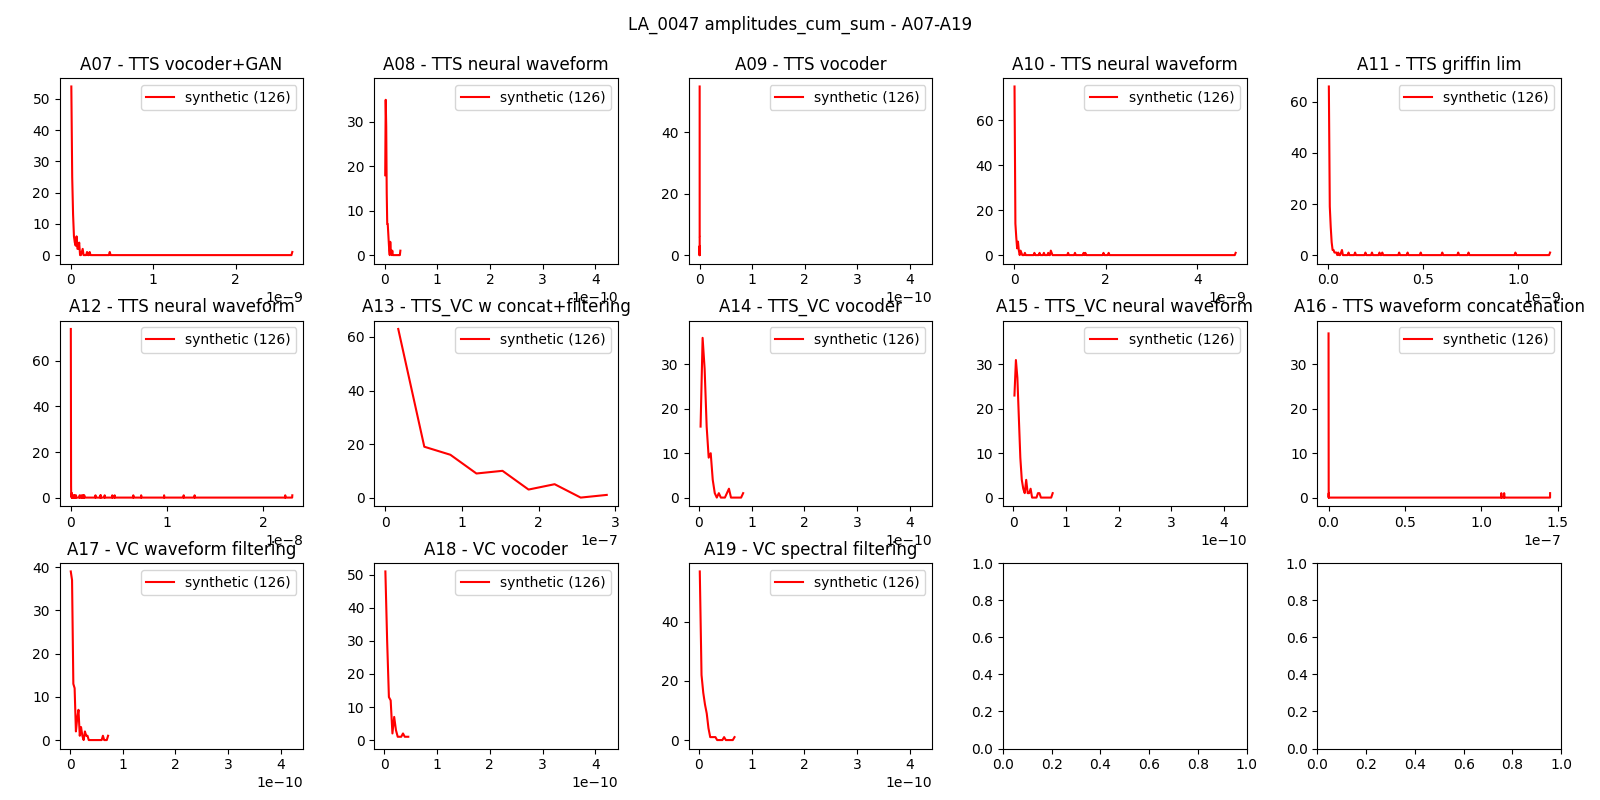 LA_0047 amplitudes_cum_sum - A07-A19
A07 - TTS vocoder+GAN
synthetic (126)
50
40
30
20
10
0
0 1 2
1e−9
A08 - TTS neural waveform
synthetic (126)
30
20
10
0
0 1 2 3 4
1e−10
A09 - TTS vocoder
synthetic (126)
40
20
0
0 1 2 3 4
1e−10
A10 - TTS neural waveform
synthetic (126)
60
40
20
0
0 2 4
1e−9
A11 - TTS griffin lim
synthetic (126)
60
40
20
0
0.0 0.5 1.0
1e−9
A12 - TTS neural waveform
synthetic (126)
60
40
20
0
0 1 2
1e−8
A13 - TTS_VC w concat+filtering
synthetic (126)
60
40
20
0
0 1 2 3
1e−7
A14 - TTS_VC vocoder
synthetic (126)
30
20
10
0
0 1 2 3 4
1e−10
A15 - TTS_VC neural waveform
synthetic (126)
30
20
10
0
0 1 2 3 4
1e−10
A16 - TTS waveform concatenation
synthetic (126)
30
20
10
0
0.0 0.5 1.0 1.5
1e−7
A17 - VC waveform filtering
synthetic (126)
40
30
20
10
0
0 1 2 3 4
1e−10
A18 - VC vocoder
synthetic (126)
50
40
30
20
10
0
0 1 2 3 4
1e−10
A19 - VC spectral filtering
synthetic (126)
40
20
0
0 1 2 3 4
1e−10
1.0
0.8
0.6
0.4
0.2
0.0
0.0 0.2 0.4 0.6 0.8 1.0
1.0
0.8
0.6
0.4
0.2
0.0
0.0 0.2 0.4 0.6 0.8 1.0